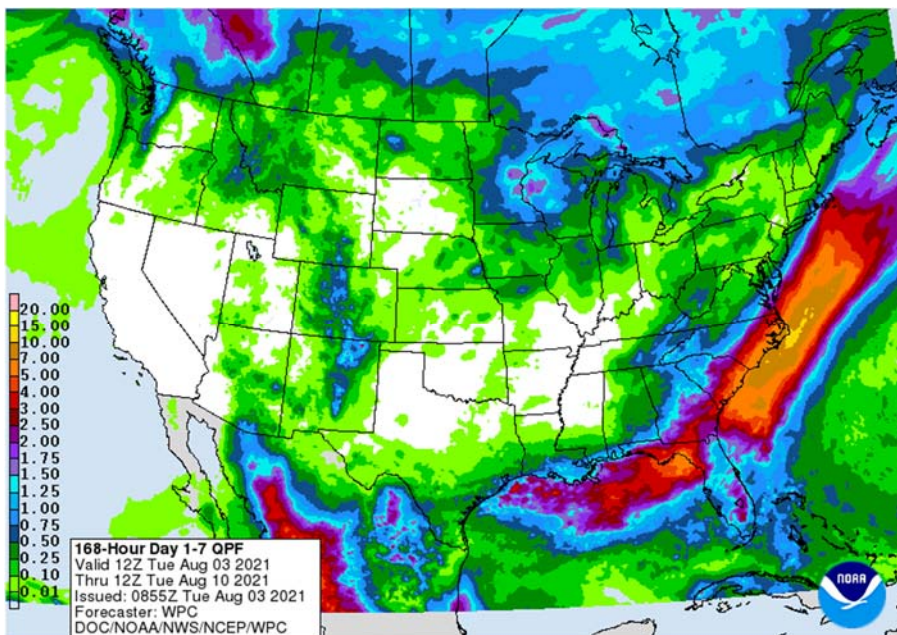 20.00
15.00
10.00
7.00
5.00
4.00
3.00
2.50
2.00
1.75
1.50
1.25
1.00
0.75
0.50
0.25
0.10
0.01
168-Hour Day 1-7 QPF
Valid 12Z Tue Aug 03 2021
Thru 12Z Tue Aug 10 2021
Issued: 0855Z Tue Aug 03 2021
Forecaster: WPC
DOC/NOAA/NWS/NCEP/WPC
NOAA